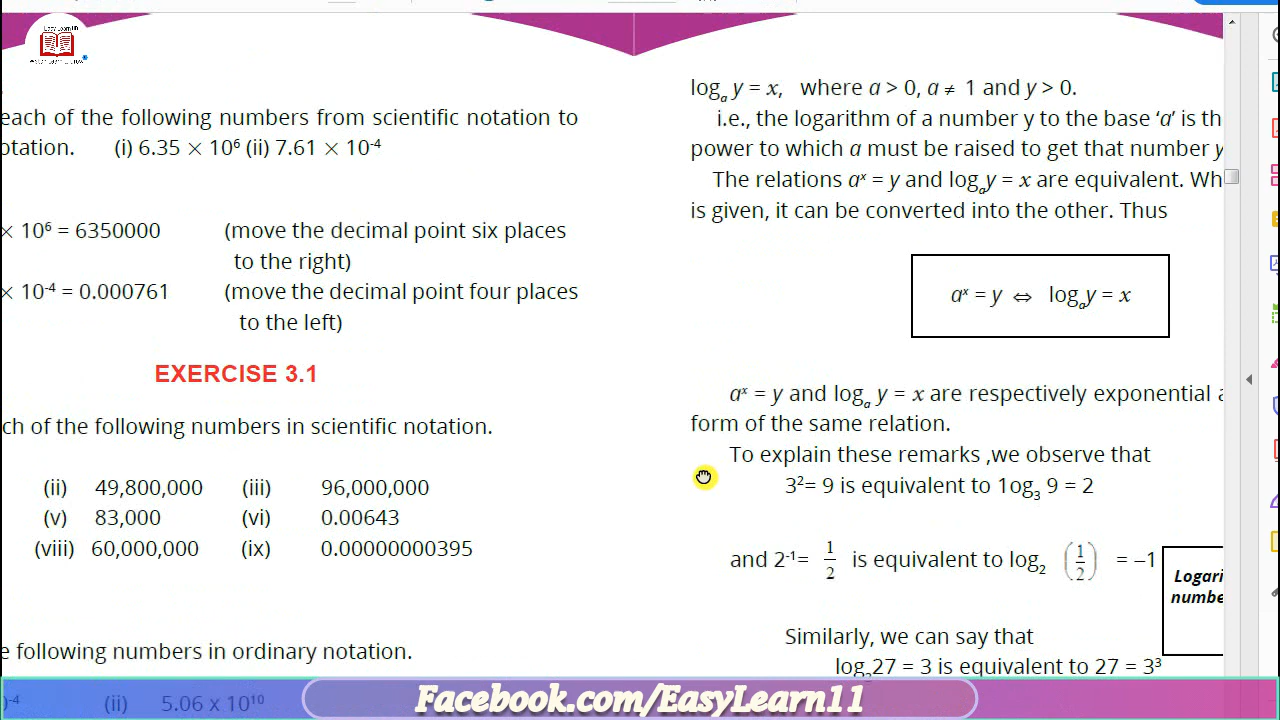 Easy Learn11
each of the following numbers from scientific notation to
otation. (i) 6.35 × 10⁶ (ii) 7.61 × 10⁻⁴
× 10⁶ = 6350000 (move the decimal point six places
to the right)
× 10⁻⁴ = 0.000761 (move the decimal point four places
to the left)
EXERCISE 3.1
ch of the following numbers in scientific notation.
(ii) 49,800,000 (iii) 96,000,000
(v) 83,000 (vi) 0.00643
(viii) 60,000,000 (ix) 0.00000000395
e following numbers in ordinary notation.
0⁻⁴ (ii) 5.06 x 10¹⁰
logₐ y = x, where a > 0, a ≠ 1 and y > 0.
i.e., the logarithm of a number y to the base ‘a’ is th
power to which a must be raised to get that number y
The relations aˣ = y and logₐy = x are equivalent. Wh
is given, it can be converted into the other. Thus
aˣ = y ⇔ logₐy = x
aˣ = y and logₐ y = x are respectively exponential a
form of the same relation.
To explain these remarks ,we observe that
3²= 9 is equivalent to 1og₃ 9 = 2
and 2⁻¹= 1/2 is equivalent to log₂ (1/2) = –1
Logari
numbe
Similarly, we can say that
log₃27 = 3 is equivalent to 27 = 3³
Facebook.com/EasyLearn11